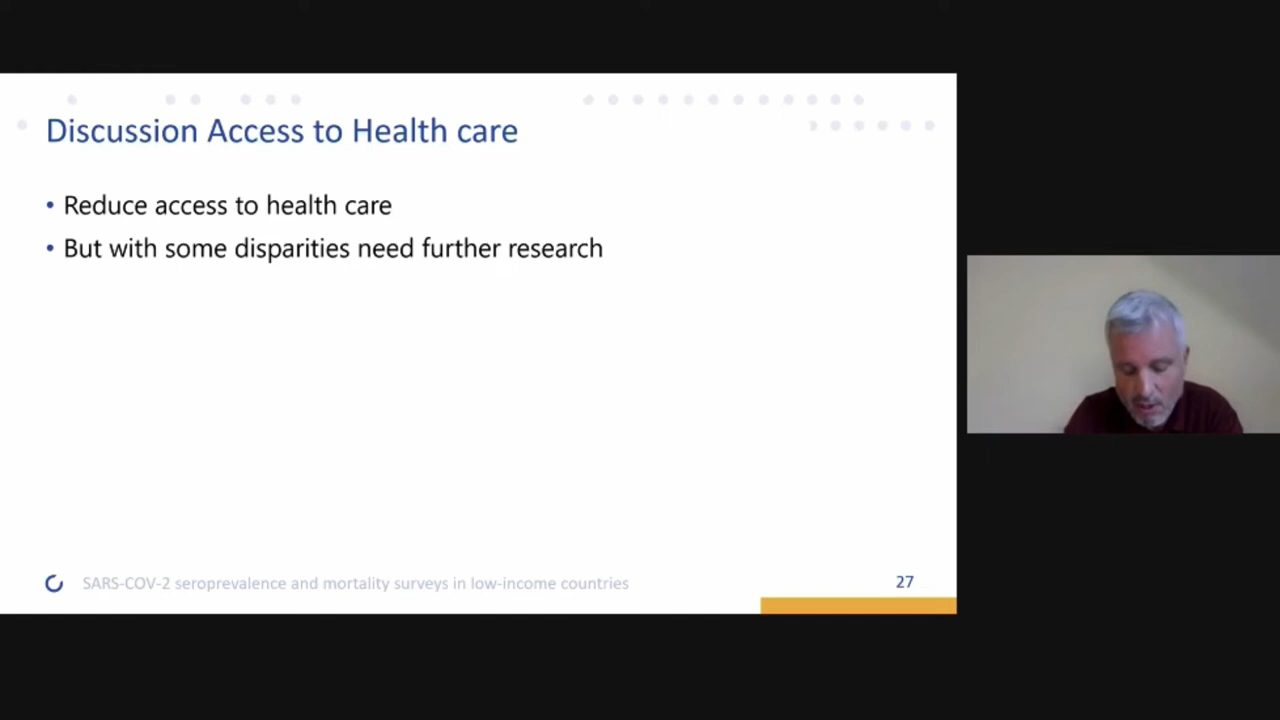 Discussion Access to Health care
• Reduce access to health care
• But with some disparities need further research
SARS-COV-2 seroprevalence and mortality surveys in low-income countries
27